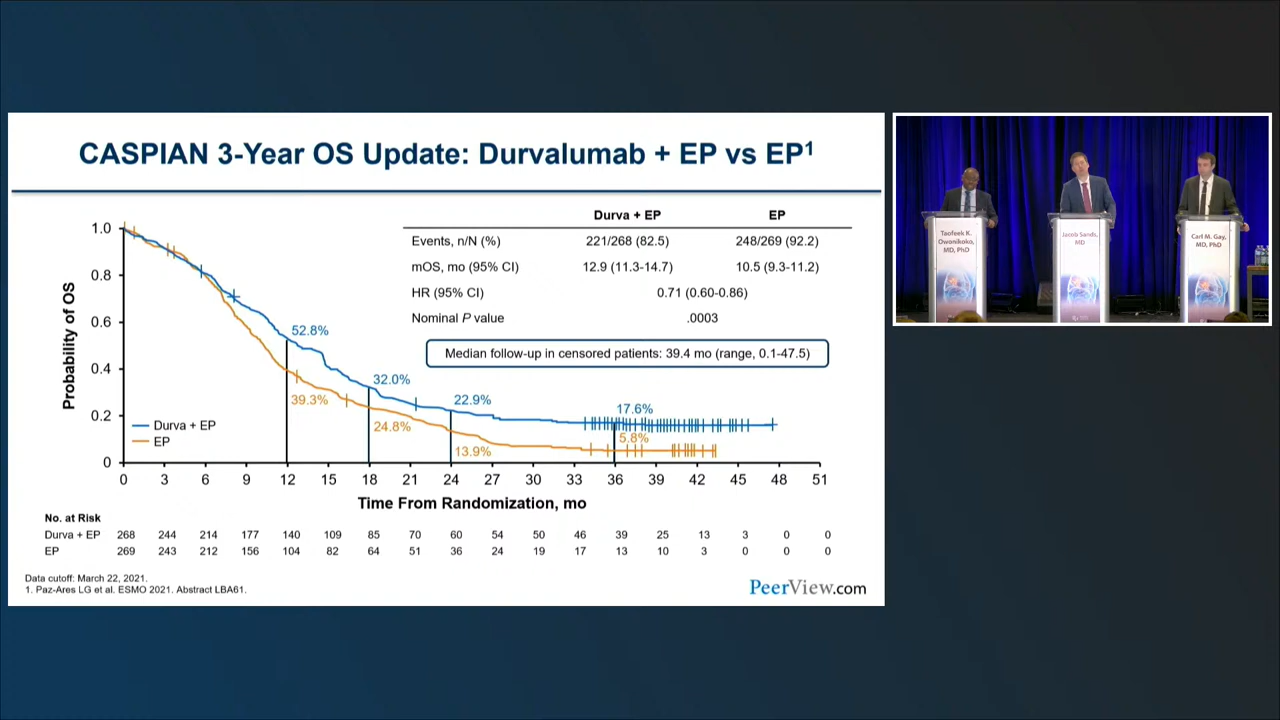 CASPIAN 3-Year OS Update: Durvalumab + EP vs EP1
Durva + EP EP
Events, n/N (%) 221/268 (82.5) 248/269 (92.2)
mOS, mo (95% CI) 12.9 (11.3-14.7) 10.5 (9.3-11.2)
HR (95% CI) 0.71 (0.60-0.86)
Nominal P value .0003
Median follow-up in censored patients: 39.4 mo (range, 0.1-47.5)
Probability of OS
1.0
0.8
0.6
0.4
0.2
0
52.8%
32.0%
22.9%
17.6%
39.3%
24.8%
13.9%
5.8%
Durva + EP
EP
0 3 6 9 12 15 18 21 24 27 30 33 36 39 42 45 48 51
Time From Randomization, mo
No. at Risk
Durva + EP 268 244 214 177 140 109 85 70 60 54 50 46 39 25 13 3 0 0
EP 269 243 212 156 104 82 64 51 36 24 19 17 13 10 3 0 0 0
Data cutoff: March 22, 2021.
1. Paz-Ares LG et al. ESMO 2021. Abstract LBA61.
PeerView.com
Taofeek K.
Owonikoko,
MD, PhD
Jacob Sands,
MD
Carl M. Gay,
MD, PhD